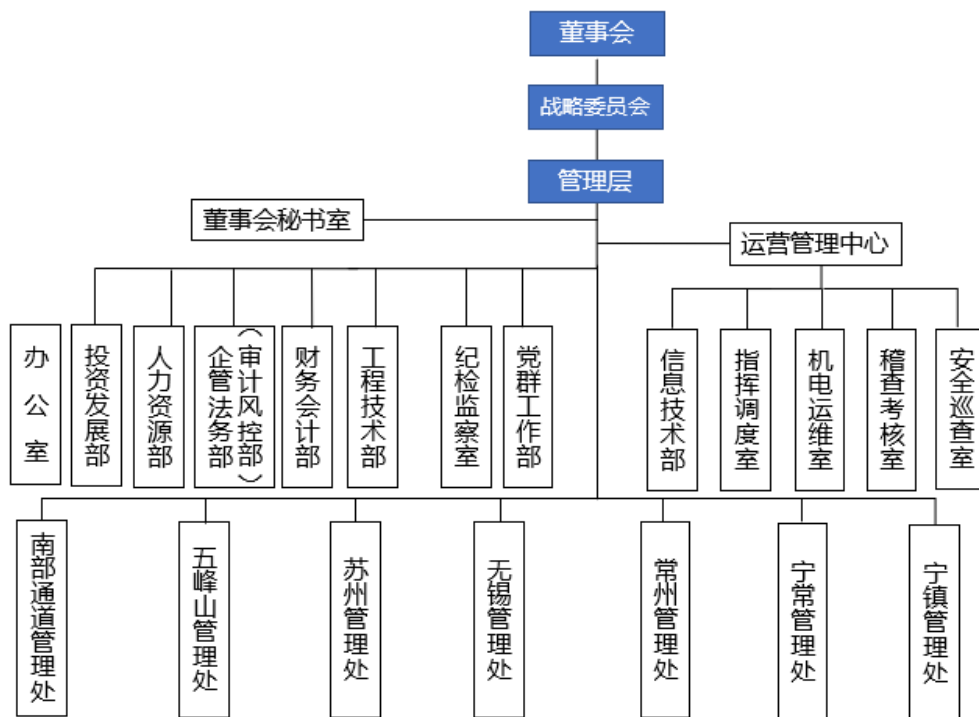 董事会
战略委员会
管理层
董事会秘书室
运营管理中心
办公室
投资发展部
人力资源部
企管法务部
（审计风控部）
财务会计部
工程技术部
纪检监察室
党群工作部
信息技术部
指挥调度室
机电运维室
稽查考核室
安全巡查室
南部通道管理处
五峰山管理处
苏州管理处
无锡管理处
常州管理处
宁常管理处
宁镇管理处